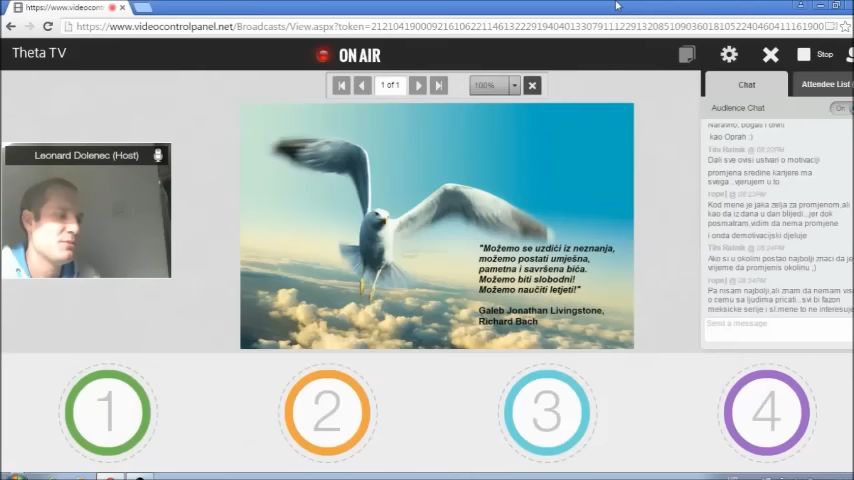 https://www.videocontro
https://www.videocontrolpanel.net/Broadcasts/View.aspx?token=
Theta TV
ON AIR
Stop
1 of 1
100%
Chat
Attendee List
Audience Chat
On
Leonard Dolenec (Host)
kao Oprah :)
Dali sve ovisi ustvari o motivaciji
promjena sredine,karijere ma
svega...vjerujem u to
Kod mene je jaka zelja za promjenom,ali
kao da iz dana u dan blijedi.. jer dok
posmatram,vidim da nema promjene
i onda demotivacijski djeluje
Ako si u okolini postao najbolji znaci da je
vrijeme da promjenis okolinu ;)
Pa nisam najbolji,ali znam da nemam vise
o cemu sa ljudima pricati...svi bi fazon
meksicke serije i sl.mene to ne interesuje
Send a message
"Možemo se uzdići iz neznanja,
možemo postati umješna,
pametna i savršena bića.
Možemo biti slobodni!
Možemo naučiti letjeti!"
Galeb Jonathan Livingstone,
Richard Bach
1
2
3
4